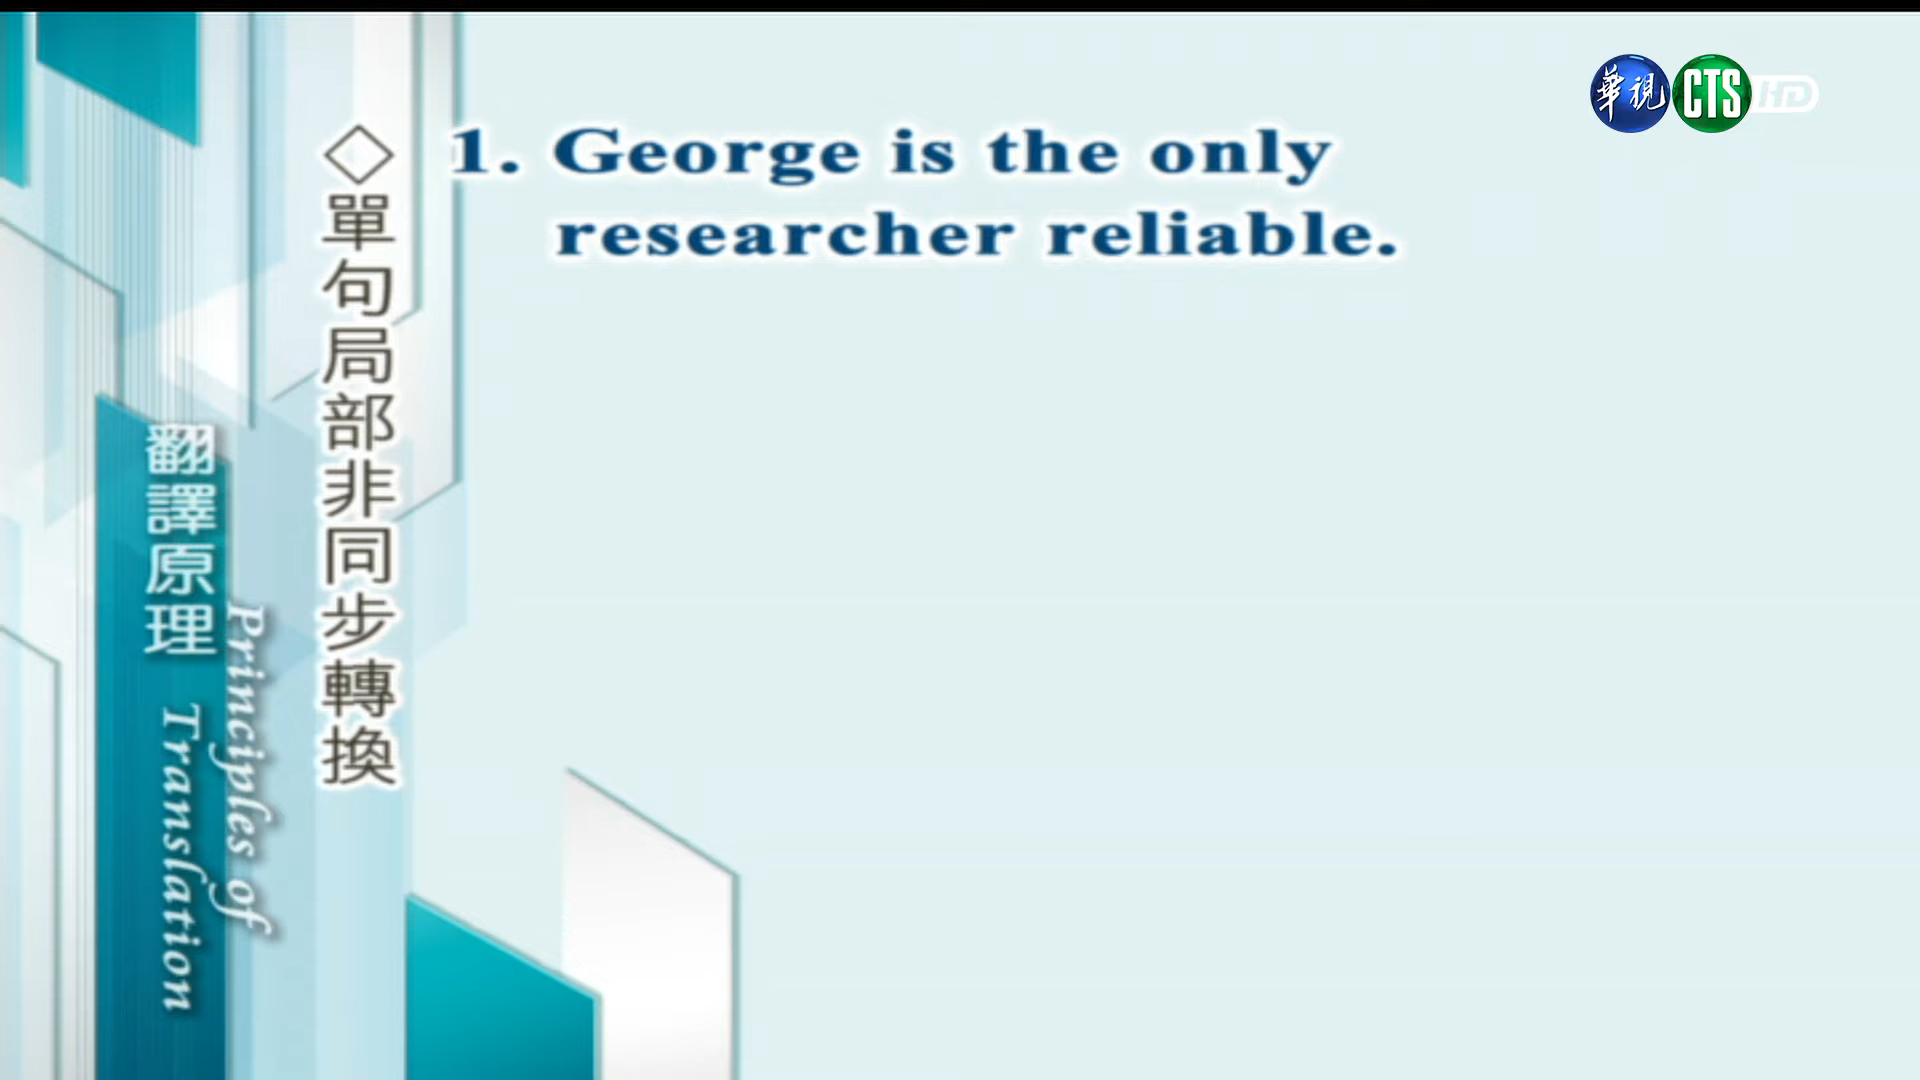 華視 CTS HD
◇單句局部非同步轉換
1. George is the only
researcher reliable.
翻譯原理
Principles of
Translation